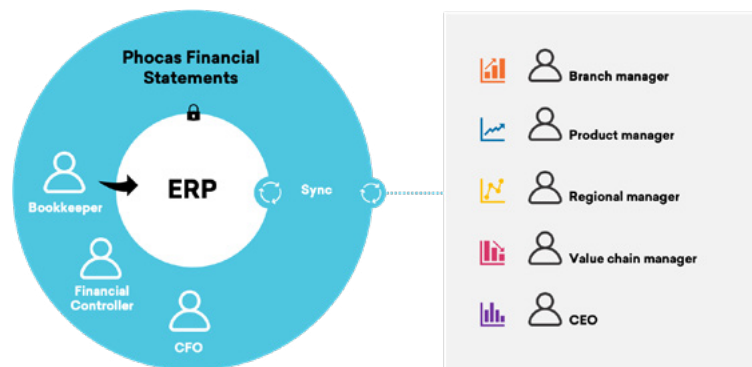 Phocas Financial
Statements
ERP
Sync
Bookkeeper
Financial
Controller
CFO
Branch manager
Product manager
Regional manager
Value chain manager
CEO